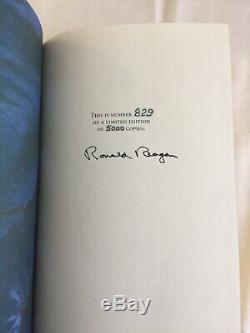 THIS IS NUMBER 829
OF A LIMITED EDITION
OF 5000 COPIES.
Ronald Reagan